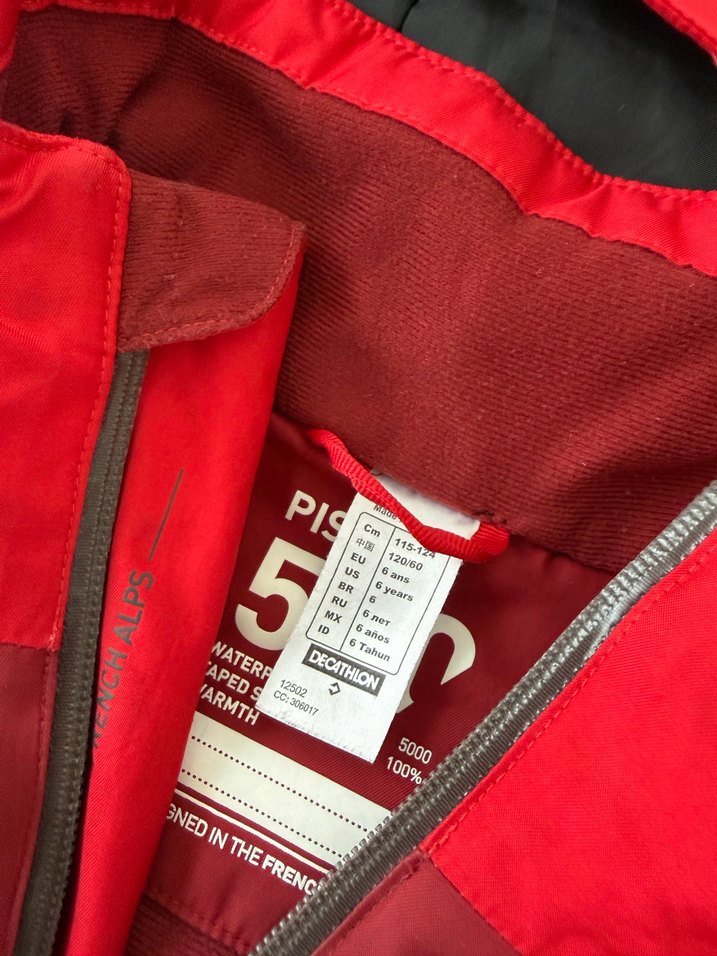 PIS
5
WATERP
TAPED S
WARMTH
5000
100%
GNED IN THE FRENC
Made
Cm 115-124
中国 120/60
EU 6 ans
US 6 years
BR 6
RU 6 лет
MX 6 años
ID 6 Tahun
DECATHLON
12502
CC: 306017
ENCH ALPS